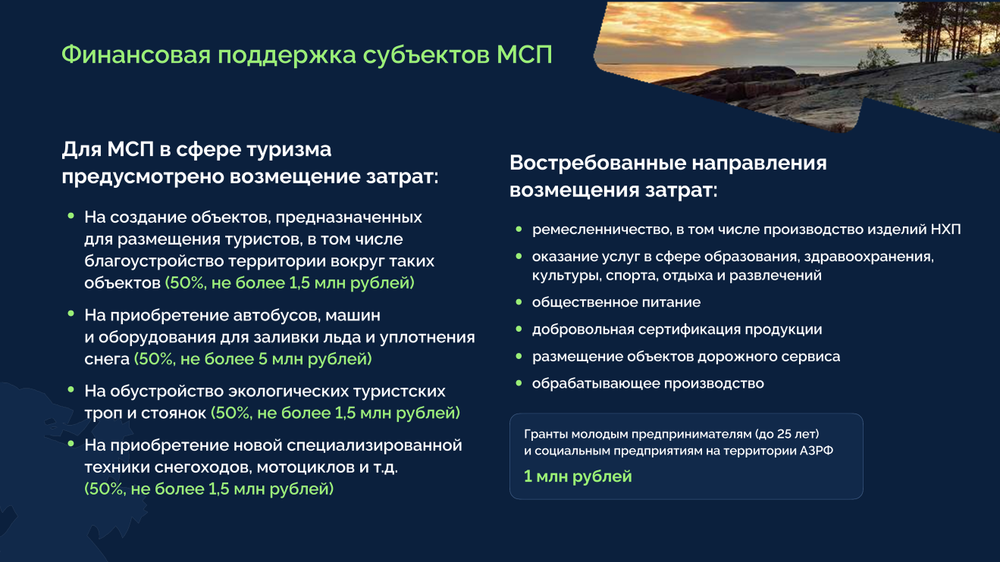 Финансовая поддержка субъектов МСП
Для МСП в сфере туризма
предусмотрено возмещение затрат:
• На создание объектов, предназначенных
для размещения туристов, в том числе
благоустройство территории вокруг таких
объектов (50%, не более 1,5 млн рублей)
• На приобретение автобусов, машин
и оборудования для заливки льда и уплотнения
снега (50%, не более 5 млн рублей)
• На обустройство экологических туристских
троп и стоянок (50%, не более 1,5 млн рублей)
• На приобретение новой специализированной
техники снегоходов, мотоциклов и т.д.
(50%, не более 1,5 млн рублей)
Востребованные направления
возмещения затрат:
• ремесленничество, в том числе производство изделий НХП
• оказание услуг в сфере образования, здравоохранения,
культуры, спорта, отдыха и развлечений
• общественное питание
• добровольная сертификация продукции
• размещение объектов дорожного сервиса
• обрабатывающее производство
Гранты молодым предпринимателям (до 25 лет)
и социальным предприятиям на территории АЗРФ
1 млн рублей